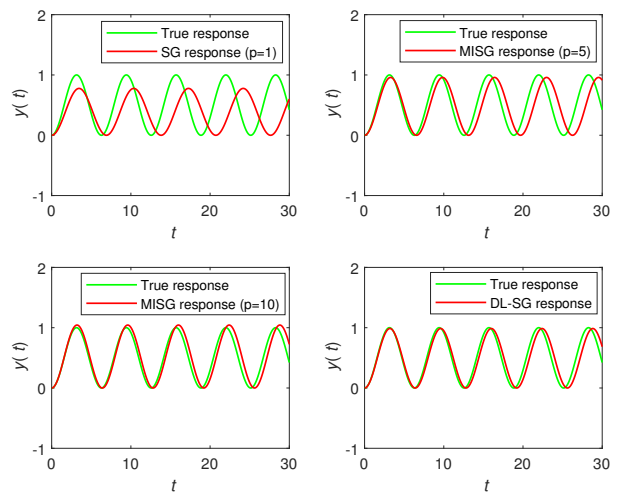 2
1
0
-1
y( t)
0
10
20
30
t
True response
SG response (p=1)
2
1
0
-1
y( t)
0
10
20
30
t
True response
MISG response (p=5)
2
1
0
-1
y( t)
0
10
20
30
t
True response
MISG response (p=10)
2
1
0
-1
y( t)
0
10
20
30
t
True response
DL-SG response